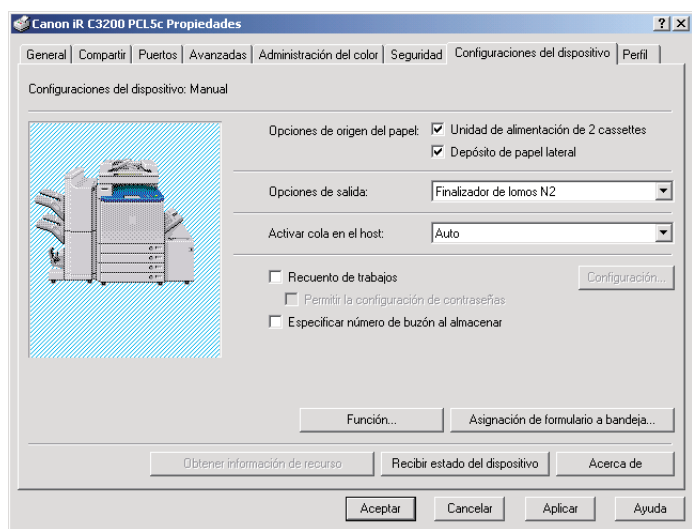 Canon iR C3200 PCL5c Propiedades
General Compartir Puertos Avanzadas Administración del color Seguridad Configuraciones del dispositivo Perfil
Configuraciones del dispositivo: Manual
Opciones de origen del papel: Unidad de alimentación de 2 cassettes
Depósito de papel lateral
Opciones de salida: Finalizador de lomos N2
Activar cola en el host: Auto
Recuento de trabajos Configuración...
Permitir la configuración de contraseñas
Especificar número de buzón al almacenar
Función... Asignación de formulario a bandeja...
Obtener información de recurso Recibir estado del dispositivo Acerca de
Aceptar Cancelar Aplicar Ayuda